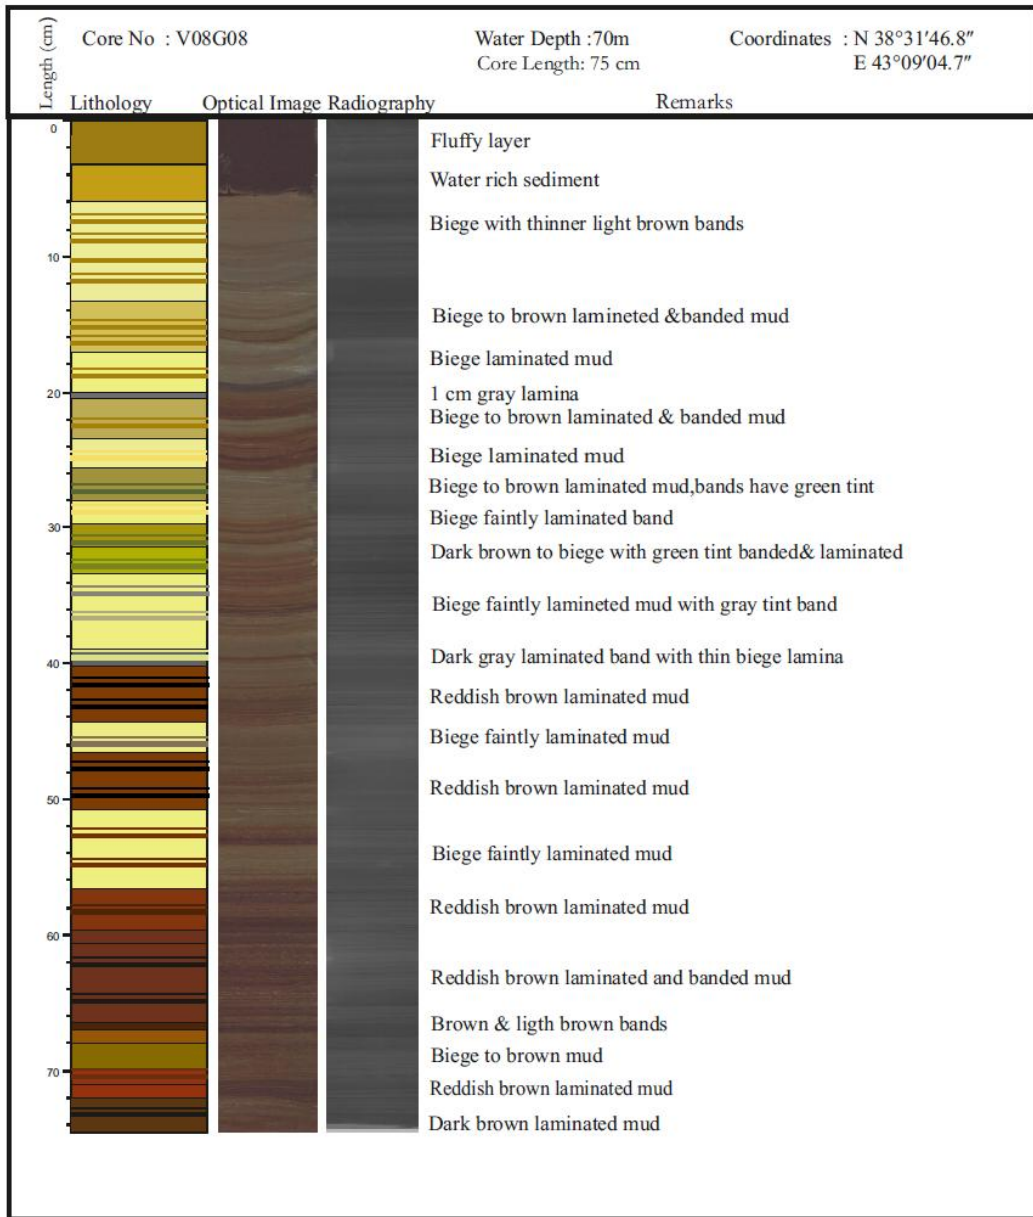 Core No : V08G08
Water Depth :70m
Coordinates : N 38°31'46.8"
Core Length: 75 cm
E 43°09'04.7"
Length (cm)
Lithology
Optical Image
Radiography
Remarks
0
Fluffy layer
Water rich sediment
Biege with thinner light brown bands
10
Biege to brown lamineted &banded mud
Biege laminated mud
20
1 cm gray lamina
Biege to brown laminated & banded mud
Biege laminated mud
Biege to brown laminated mud,bands have green tint
Biege faintly laminated band
30
Dark brown to biege with green tint banded& laminated
Biege faintly lamineted mud with gray tint band
Dark gray laminated band with thin biege lamina
40
Reddish brown laminated mud
Biege faintly laminated mud
Reddish brown laminated mud
50
Biege faintly laminated mud
Reddish brown laminated mud
60
Reddish brown laminated and banded mud
Brown & ligth brown bands
Biege to brown mud
70
Reddish brown laminated mud
Dark brown laminated mud